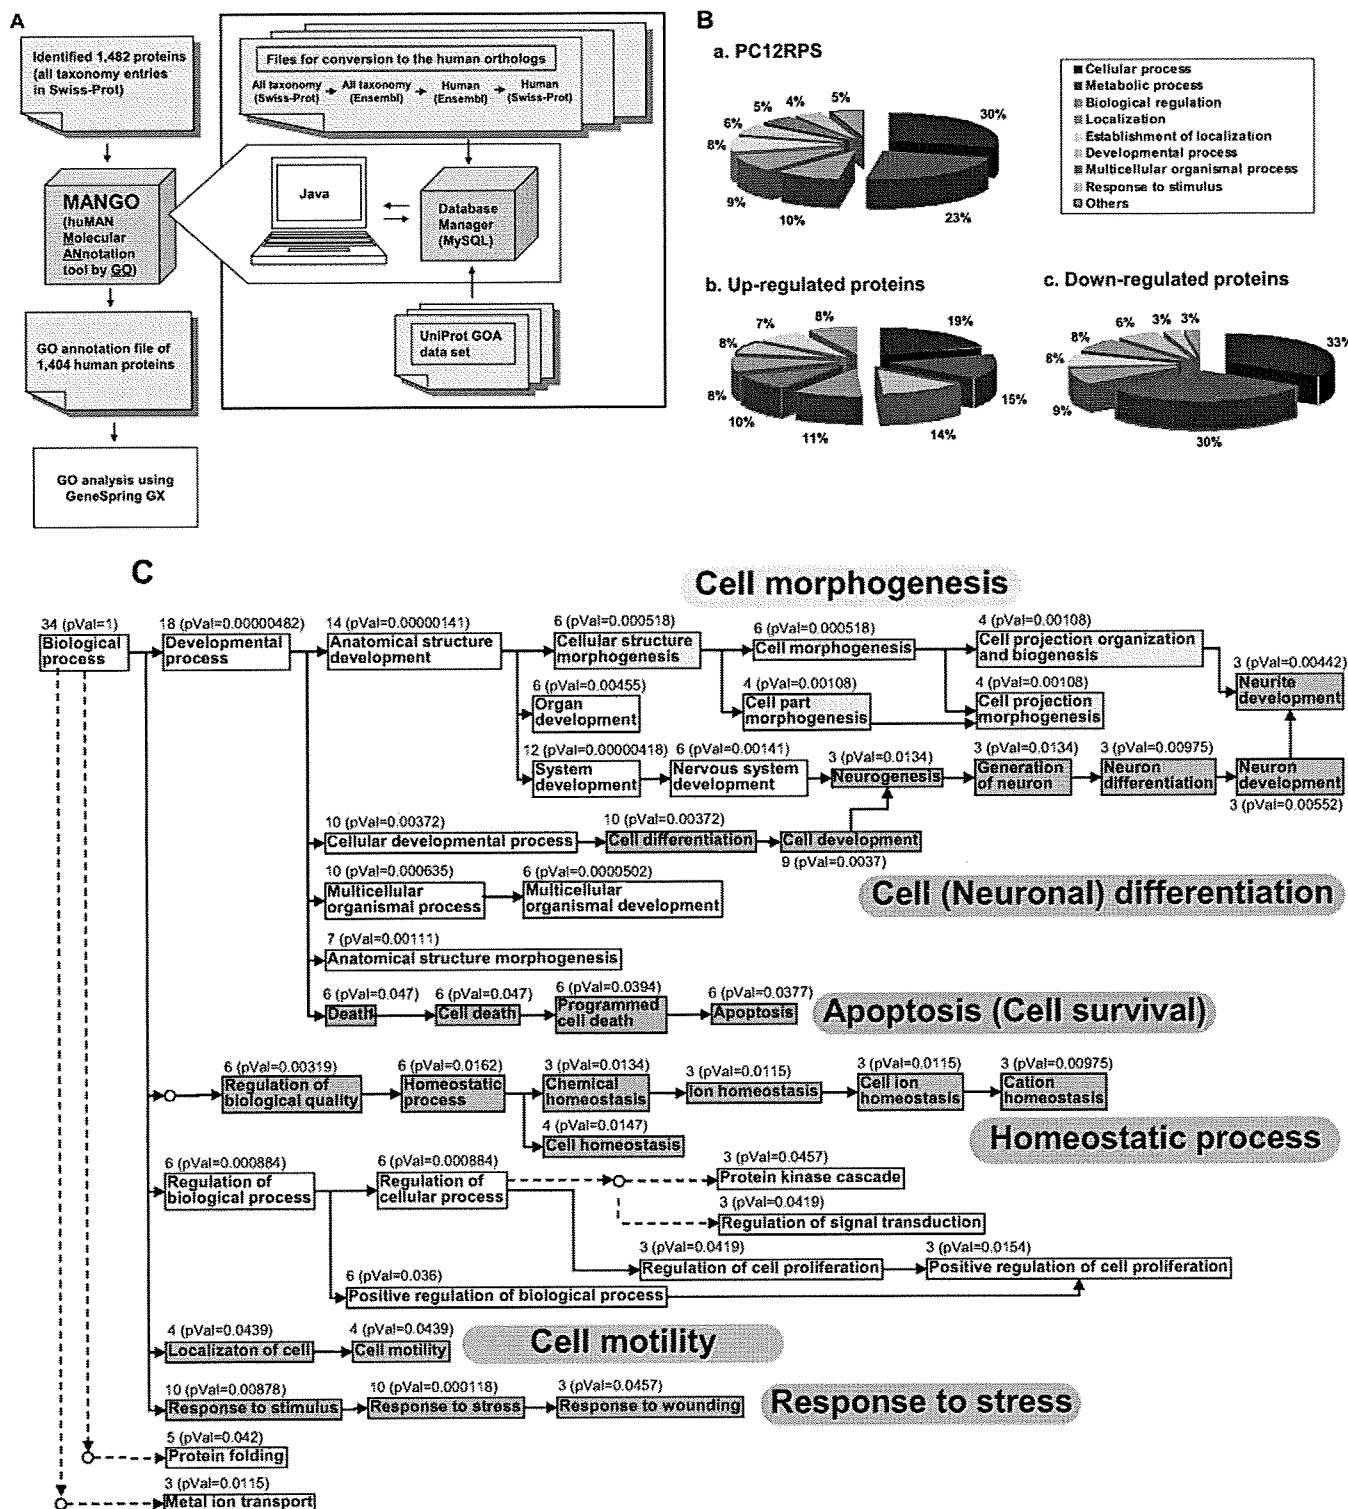 A
Identified 1,482 proteins
(all taxonomy entries
in Swiss-Prot)
MANGO
(huMAN
Molecular
ANnotation
tool by GO)
GO annotation file of
1,404 human proteins
GO analysis using
GeneSpring GX
Files for conversion to the human orthologs
All taxonomy
(Swiss-Prot)
All taxonomy
(Ensembl)
Human
(Ensembl)
Human
(Swiss-Prot)
Java
Database
Manager
(MySQL)
UniProt GOA
data set
B
a. PC12RPS
30%
23%
10%
9%
8%
6%
5%
4%
5%
Cellular process
Metabolic process
Biological regulation
Localization
Establishment of localization
Developmental process
Multicellular organismal process
Response to stimulus
Others
b. Up-regulated proteins
19%
15%
14%
11%
10%
8%
8%
7%
8%
c. Down-regulated proteins
33%
30%
9%
8%
8%
6%
3%
3%
C
Cell morphogenesis
34 (pVal=1)
Biological
process
18 (pVal=0.00000482)
Developmental
process
14 (pVal=0.00000141)
Anatomical structure
development
6 (pVal=0.000518)
Cellular structure
morphogenesis
6 (pVal=0.000518)
Cell morphogenesis
4 (pVal=0.00108)
Cell projection organization
and biogenesis
3 (pVal=0.00442)
Neurite
development
6 (pVal=0.00455)
Organ
development
4 (pVal=0.00108)
Cell part
morphogenesis
4 (pVal=0.00108)
Cell projection
morphogenesis
12 (pVal=0.00000418)
System
development
6 (pVal=0.00141)
Nervous system
development
3 (pVal=0.0134)
Neurogenesis
3 (pVal=0.0134)
Generation
of neuron
3 (pVal=0.00975)
Neuron
differentiation
Neuron
development
3 (pVal=0.00552)
10 (pVal=0.00372)
Cellular developmental process
10 (pVal=0.00372)
Cell differentiation
Cell development
9 (pVal=0.0037)
10 (pVal=0.000635)
Multicellular
organismal process
6 (pVal=0.0000502)
Multicellular
organismal development
Cell (Neuronal) differentiation
7 (pVal=0.00111)
Anatomical structure morphogenesis
6 (pVal=0.047)
Death
6 (pVal=0.047)
Cell death
6 (pVal=0.0394)
Programmed
cell death
6 (pVal=0.0377)
Apoptosis
Apoptosis (Cell survival)
6 (pVal=0.00319)
Regulation of
biological quality
6 (pVal=0.0162)
Homeostatic
process
3 (pVal=0.0134)
Chemical
homeostasis
3 (pVal=0.0115)
Ion homeostasis
3 (pVal=0.0115)
Cell ion
homeostasis
3 (pVal=0.00975)
Cation
homeostasis
4 (pVal=0.0147)
Cell homeostasis
Homeostatic process
6 (pVal=0.000884)
Regulation of
biological process
6 (pVal=0.000884)
Regulation of
cellular process
3 (pVal=0.0457)
Protein kinase cascade
3 (pVal=0.0419)
Regulation of signal transduction
3 (pVal=0.0419)
Regulation of cell proliferation
3 (pVal=0.0154)
Positive regulation of cell proliferation
6 (pVal=0.036)
Positive regulation of biological process
4 (pVal=0.0439)
Localizaton of cell
4 (pVal=0.0439)
Cell motility
Cell motility
10 (pVal=0.00878)
Response to stimulus
10 (pVal=0.000118)
Response to stress
3 (pVal=0.0457)
Response to wounding
Response to stress
5 (pVal=0.042)
Protein folding
3 (pVal=0.0115)
Metal ion transport